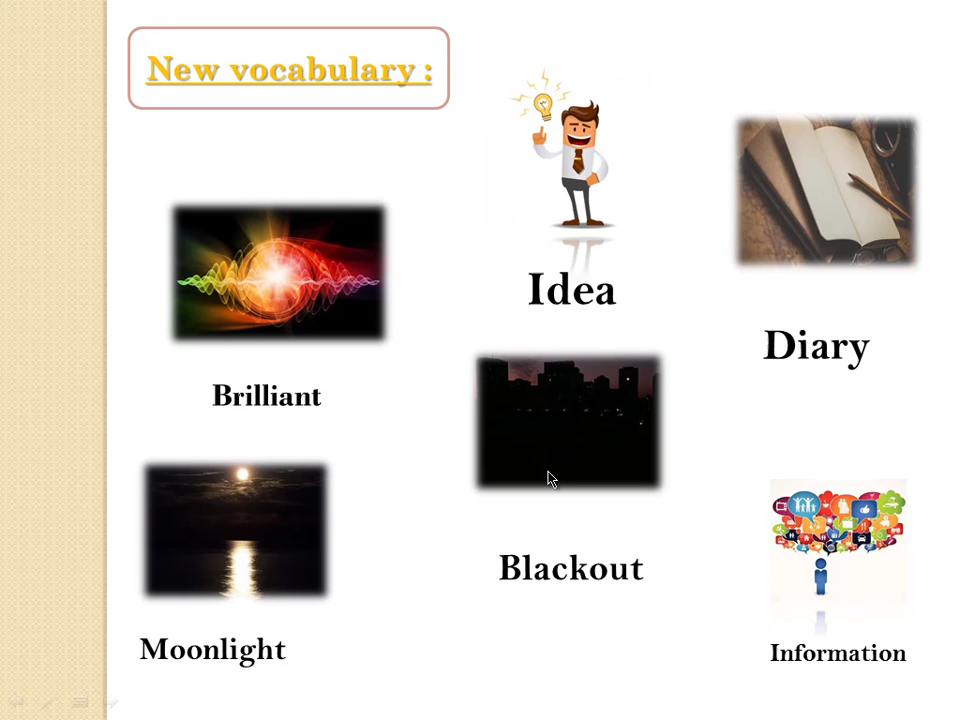 New vocabulary :
Idea
Diary
Brilliant
Blackout
Moonlight
Information